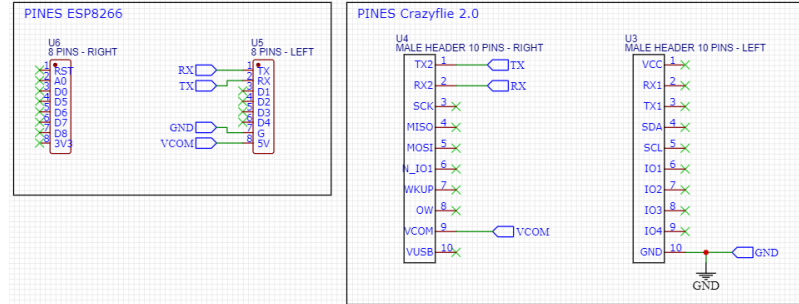 PINES ESP8266
U6
8 PINS - RIGHT
1 RST
2 A0
3 D0
4 D5
5 D6
6 D7
7 D8
8 3V3
U5
8 PINS - LEFT
RX 1 TX
TX 2 RX
3 D1
4 D2
5 D3
6 D4
GND 7 G
VCOM 8 5V
PINES Crazyflie 2.0
U4
MALE HEADER 10 PINS - RIGHT
TX2 1 TX
RX2 2 RX
SCK 3
MISO 4
MOSI 5
N_IO1 6
WKUP 7
OW 8
VCOM 9 VCOM
VUSB 10
U3
MALE HEADER 10 PINS - LEFT
VCC 1
RX1 2
TX1 3
SDA 4
SCL 5
IO1 6
IO2 7
IO3 8
IO4 9
GND 10 GND
GND